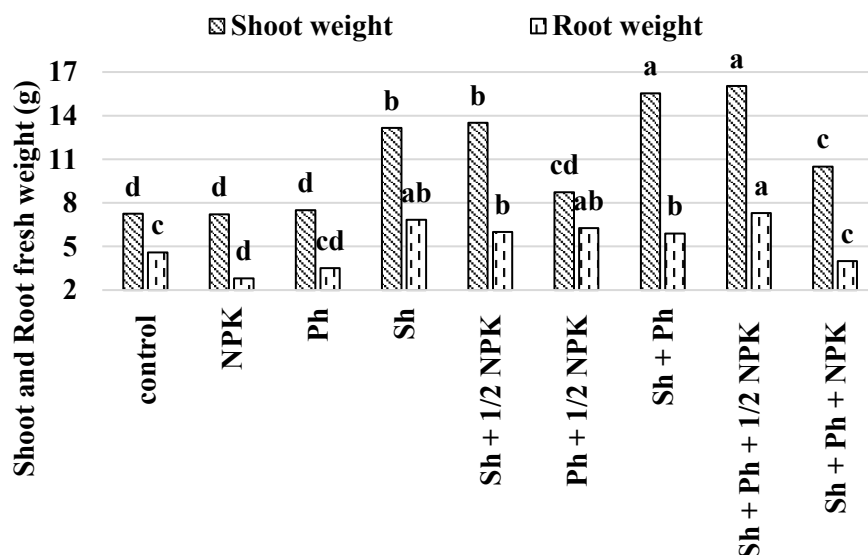 Shoot weight Root weight
Shoot and Root fresh weight (g)
17
14
11
8
5
2
d c
d d
d cd
b ab
b b
cd ab
a b
a a
c c
control
NPK
Ph
Sh
Sh + 1/2 NPK
Ph + 1/2 NPK
Sh + Ph
Sh + Ph + 1/2 NPK
Sh + Ph + NPK